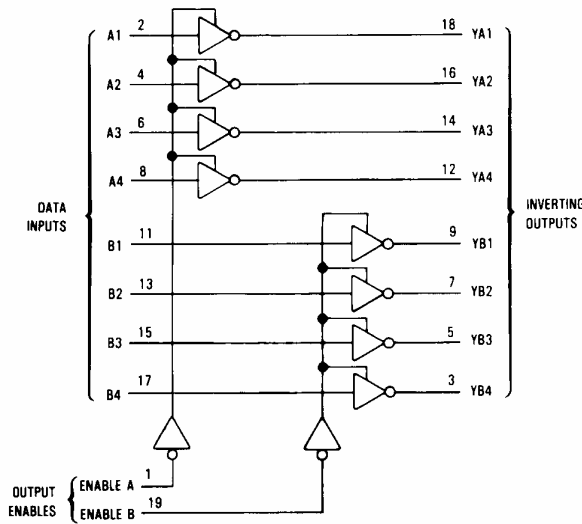 A1 2 18 YA1
A2 4 16 YA2
A3 6 14 YA3
A4 8 12 YA4
DATA
INPUTS
INVERTING
OUTPUTS
B1 11 9 YB1
B2 13 7 YB2
B3 15 5 YB3
B4 17 3 YB4
OUTPUT
ENABLES
ENABLE A 1
ENABLE B 19